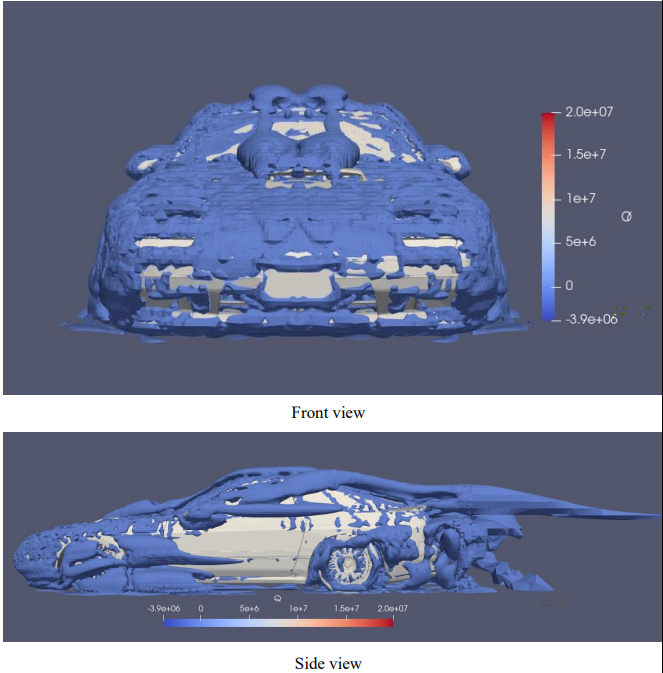 2.0e+07
1.5e+7
1e+7
5e+6
0
-3.9e+06
Q
Front view
Q
-3.9e+06 0 5e+6 1e+7 1.5e+7 2.0e+07
Side view